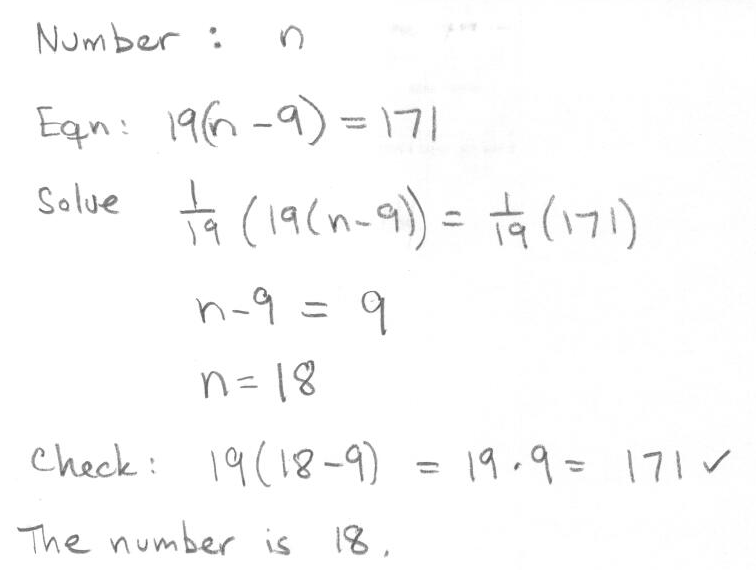 Number : n
Eqn: 19(n-9) = 171
Solve 1/19 (19(n-9)) = 1/19 (171)
n-9 = 9
n = 18
Check: 19(18-9) = 19·9 = 171 ✓
The number is 18.